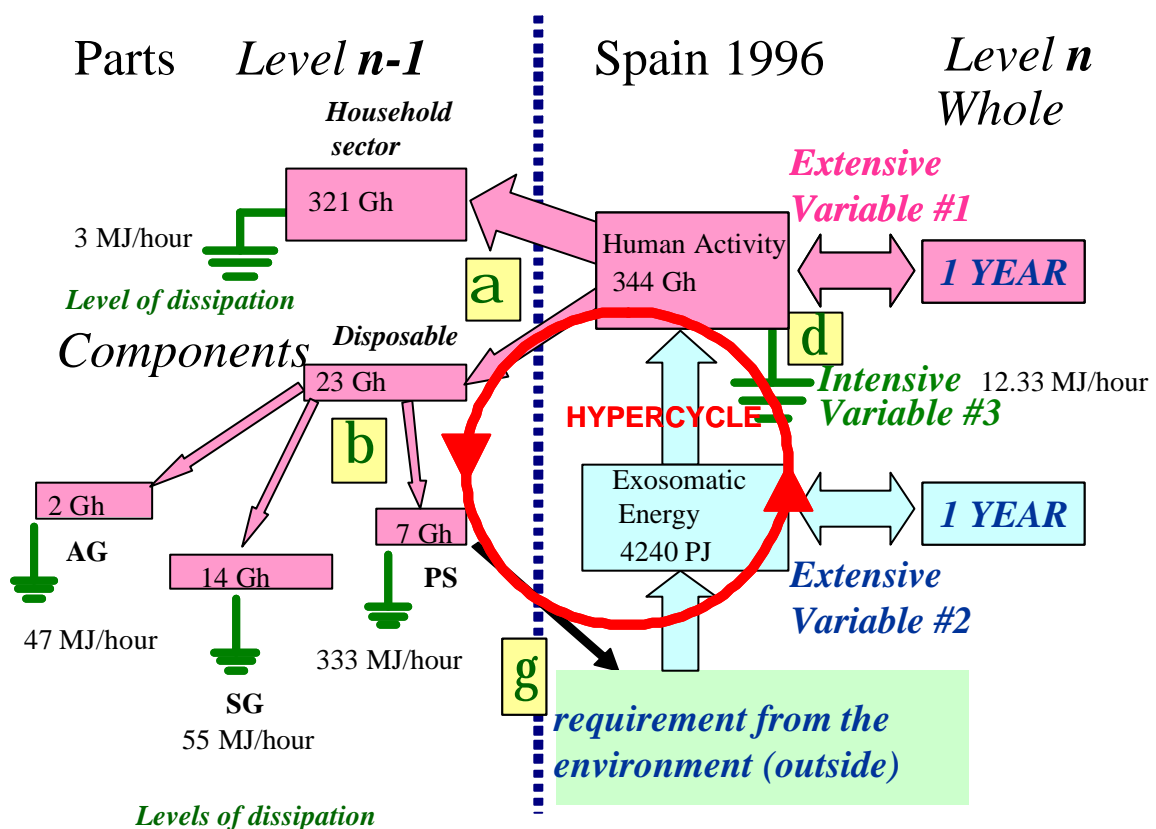 Parts Level n-1
Spain 1996
Level n
Whole
Household
sector
321 Gh
3 MJ/hour
Level of dissipation
a
Human Activity
344 Gh
Extensive
Variable #1
1 YEAR
Components
Disposable
23 Gh
b
d
Intensive
Variable #3
12.33 MJ/hour
HYPERCYCLE
2 Gh
AG
47 MJ/hour
14 Gh
SG
55 MJ/hour
7 Gh
PS
333 MJ/hour
Exosomatic
Energy
4240 PJ
1 YEAR
Extensive
Variable #2
g
requirement from the
environment (outside)
Levels of dissipation